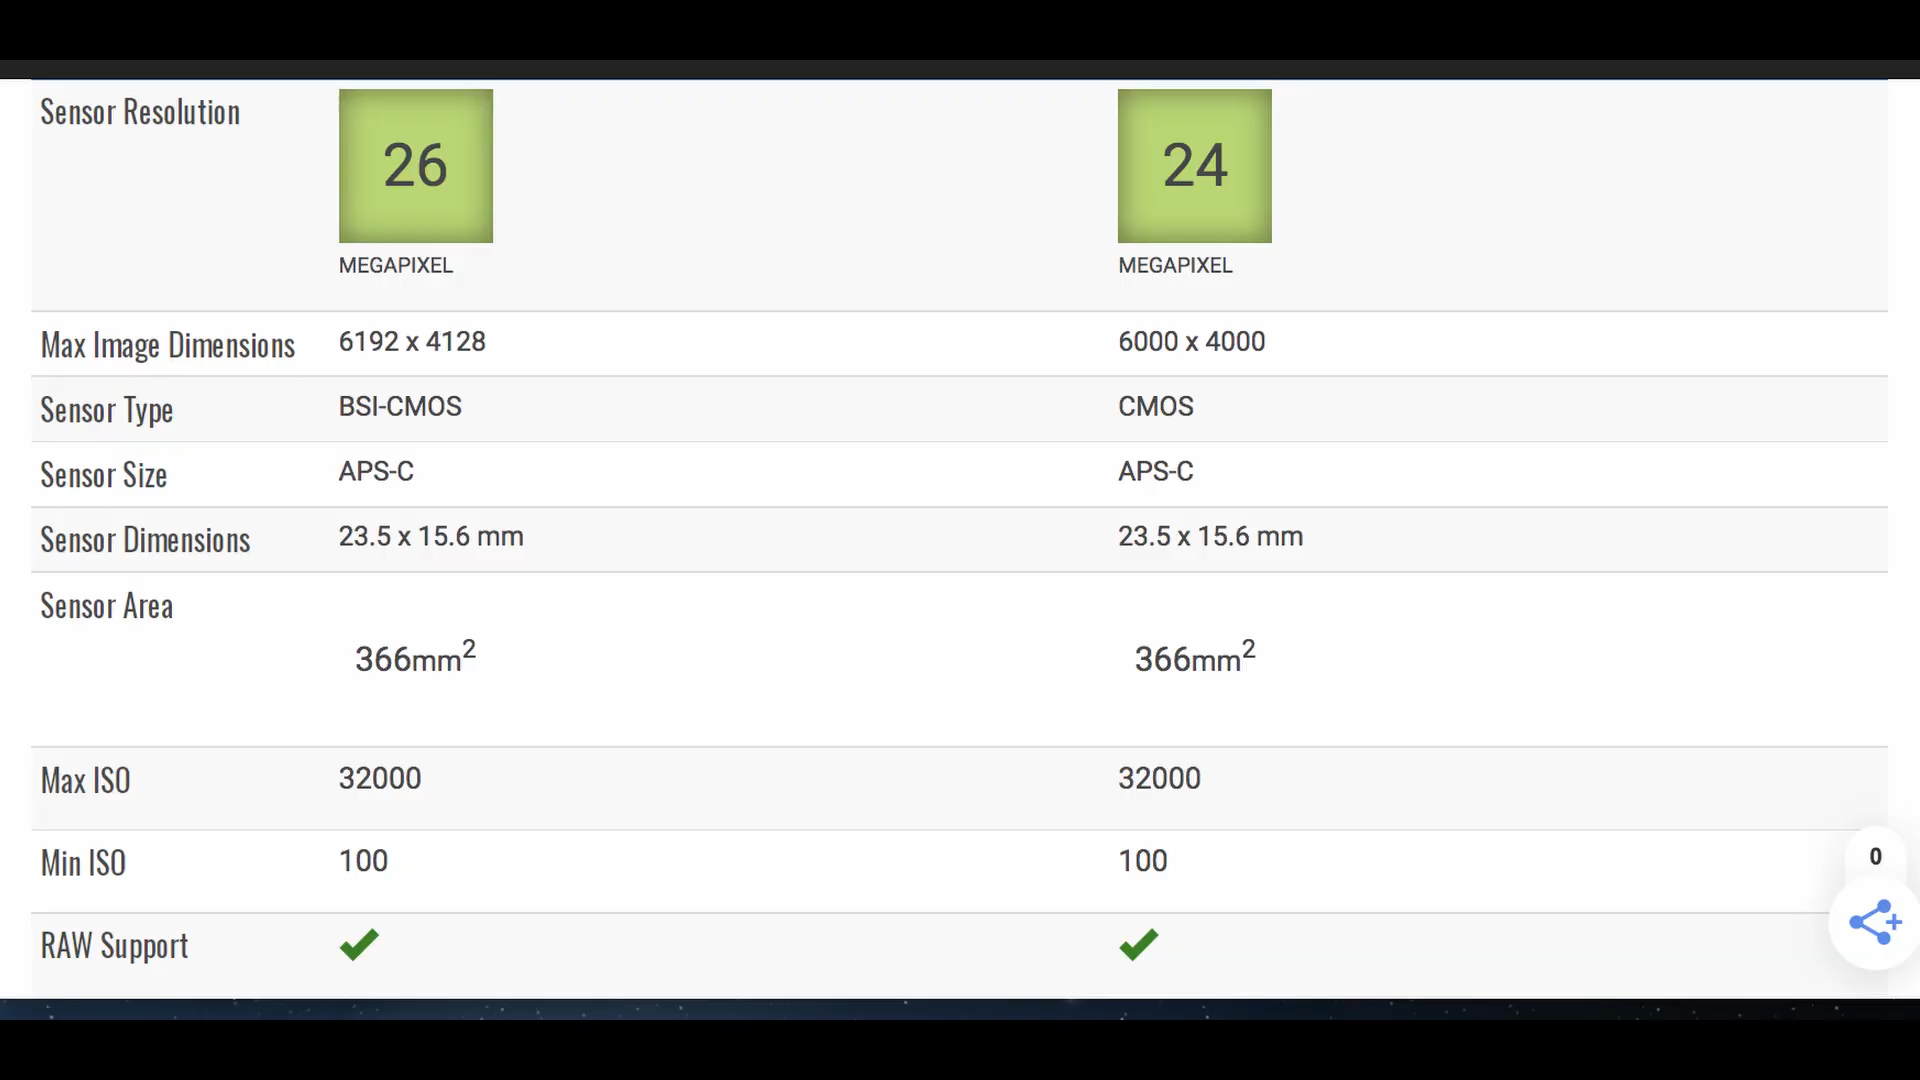 Sensor Resolution
26
24
MEGAPIXEL
MEGAPIXEL
Max Image Dimensions
6192 x 4128
6000 x 4000
Sensor Type
BSI-CMOS
CMOS
Sensor Size
APS-C
APS-C
Sensor Dimensions
23.5 x 15.6 mm
23.5 x 15.6 mm
Sensor Area
366mm²
366mm²
Max ISO
32000
32000
Min ISO
100
100
0
RAW Support